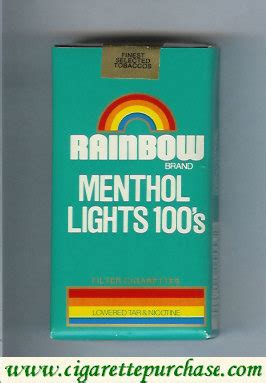 FINEST
SELECTED
TOBACCOS
RAINBOW
BRAND
MENTHOL
LIGHTS 100's
FILTER CIGARETTES
LOWERED TAR & NICOTINE
www.cigarettepurchase.com